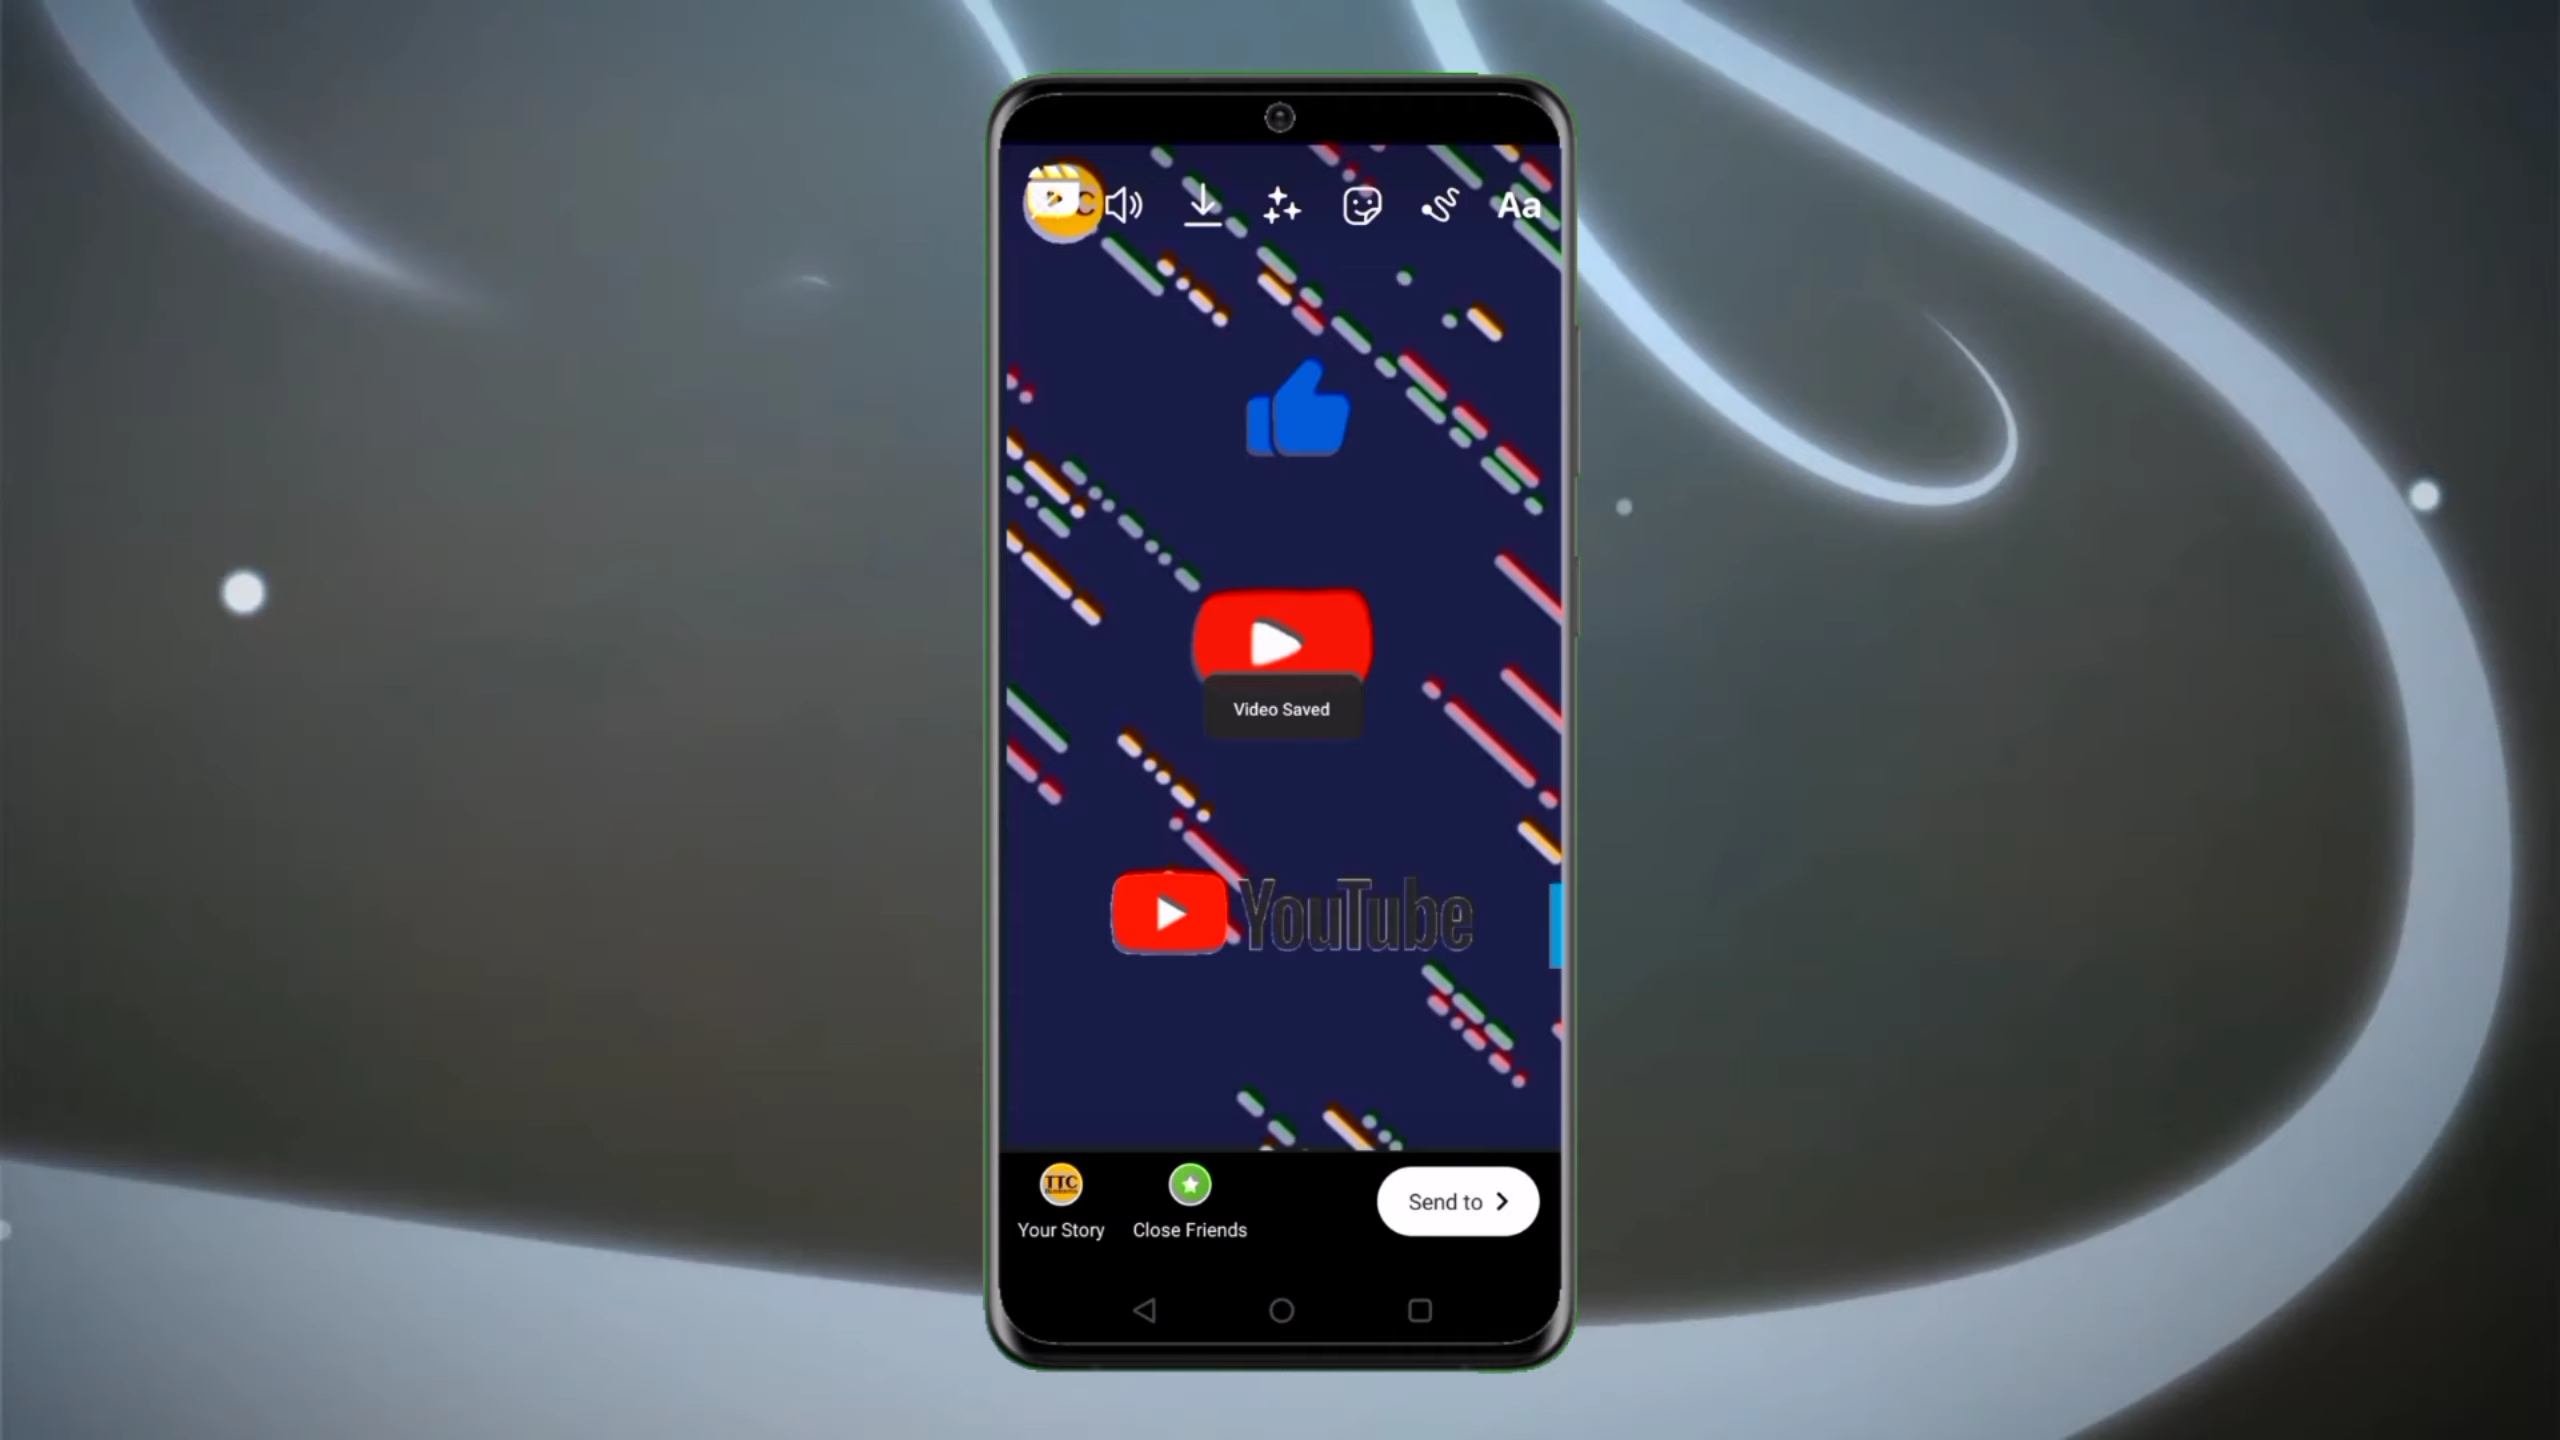 C
Aa
Video Saved
YouTube
TTC
Your Story
Close Friends
Send to